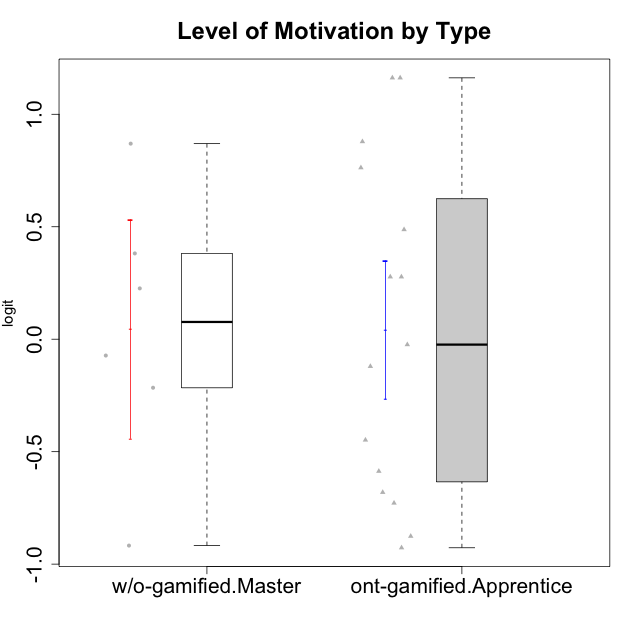 Level of Motivation by Type
1.0
0.5
0.0
-0.5
-1.0
logit
w/o-gamified.Master
ont-gamified.Apprentice